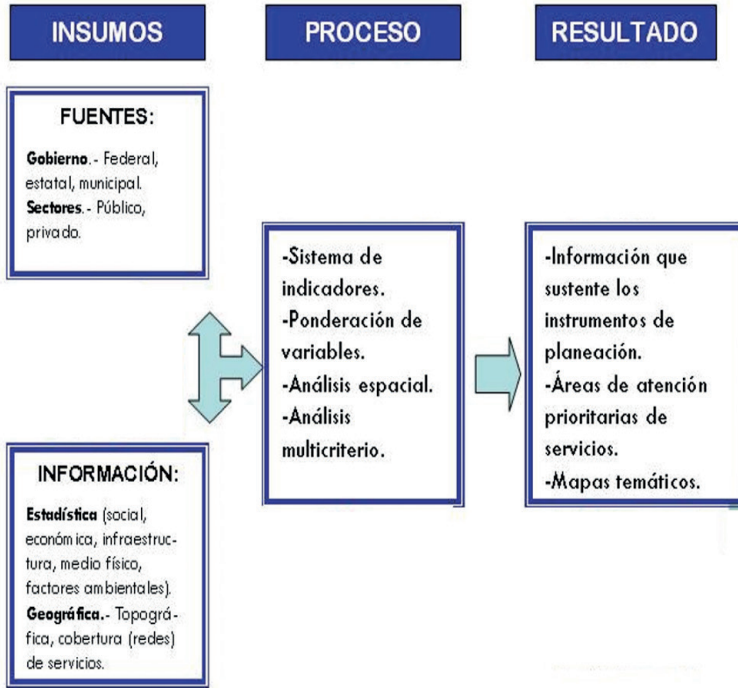 INSUMOS
PROCESO
RESULTADO
FUENTES:
Gobierno.- Federal,
estatal, municipal.
Sectores.- Público,
privado.
INFORMACIÓN:
Estadística (social,
económica, infraestruc-
tura, medio físico,
factores ambientales).
Geográfica.- Topográ-
fica, cobertura (redes)
de servicios.
-Sistema de
indicadores.
-Ponderación de
variables.
-Análisis espacial.
-Análisis
multicriterio.
-Información que
sustente los
instrumentos de
planeación.
-Áreas de atención
prioritarias de
servicios.
-Mapas temáticos.